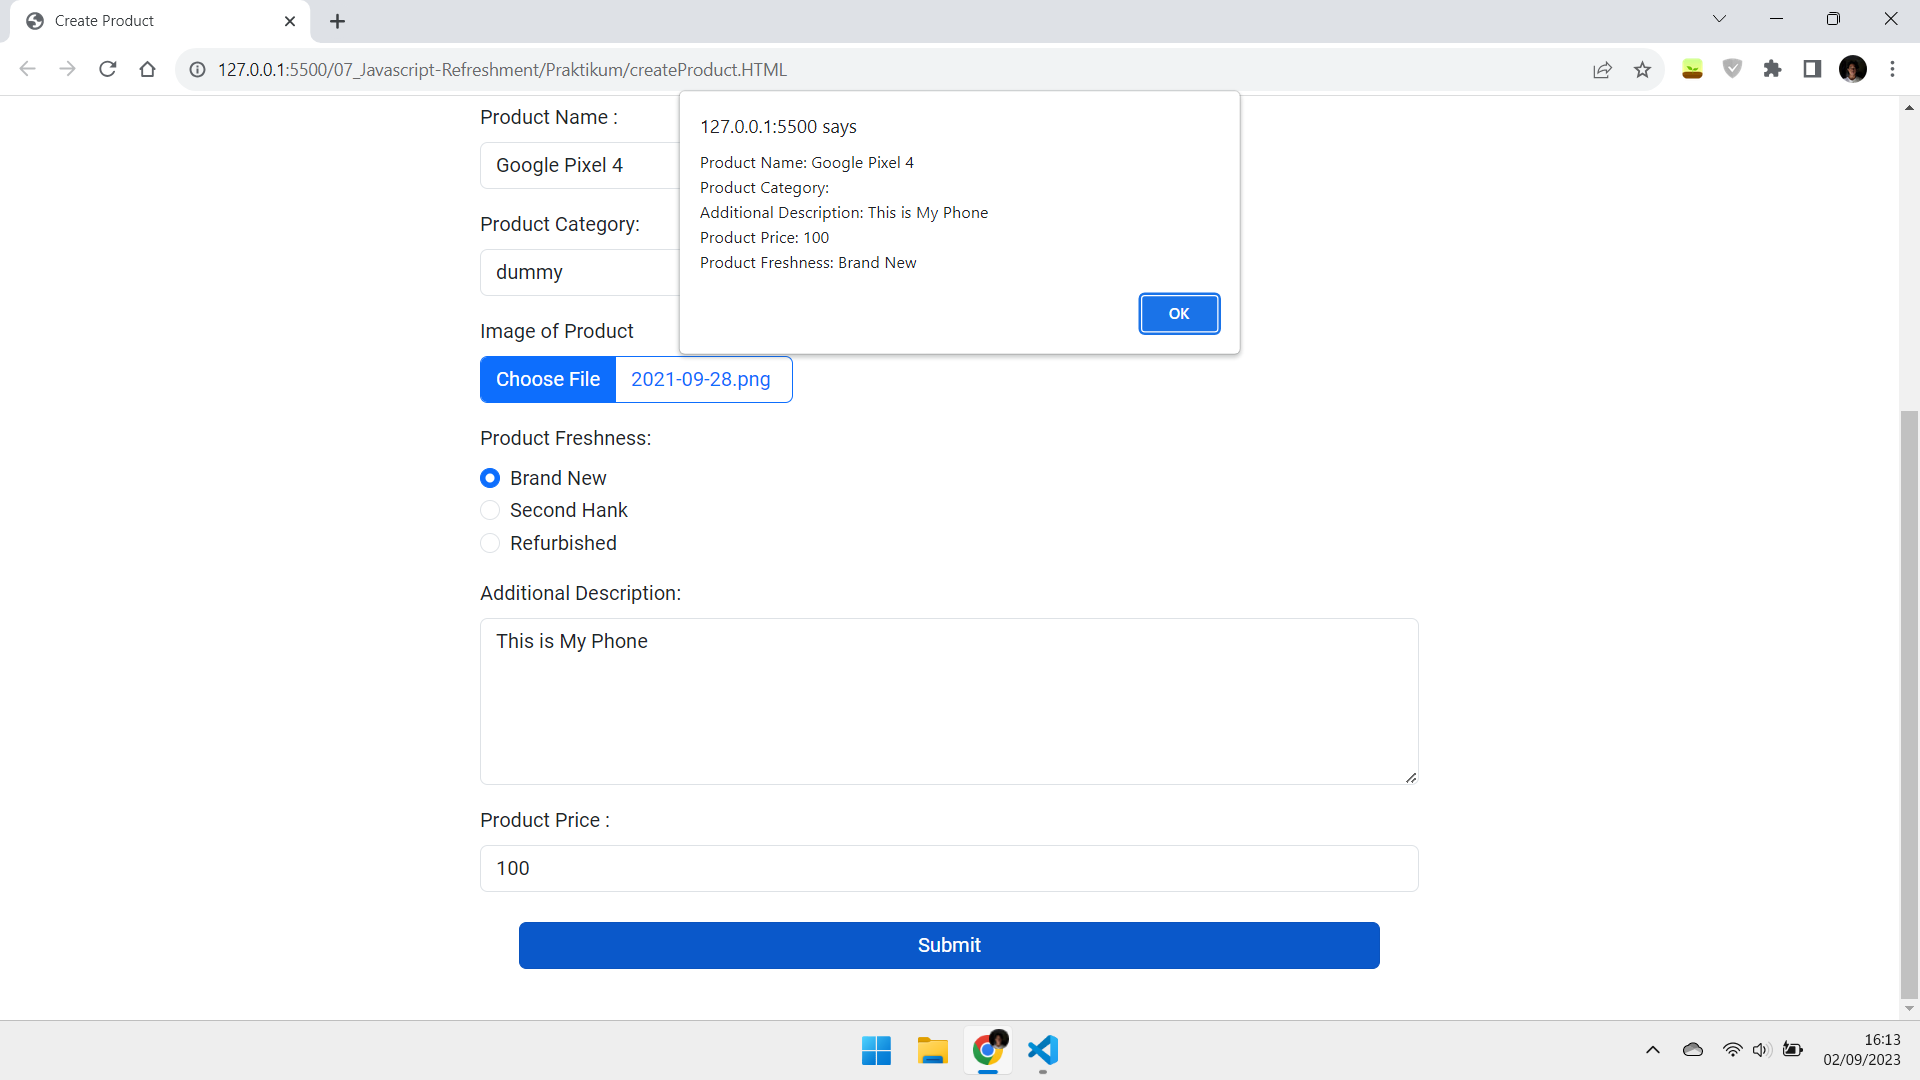 Create Product
127.0.0.1:5500/07_Javascript-Refreshment/Praktikum/createProduct.HTML
127.0.0.1:5500 says
Product Name: Google Pixel 4
Product Category:
Additional Description: This is My Phone
Product Price: 100
Product Freshness: Brand New
OK
Product Name :
Google Pixel 4
Product Category:
dummy
Image of Product
Choose File 2021-09-28.png
Product Freshness:
Brand New
Second Hank
Refurbished
Additional Description:
This is My Phone
Product Price :
100
Submit
16:13
02/09/2023